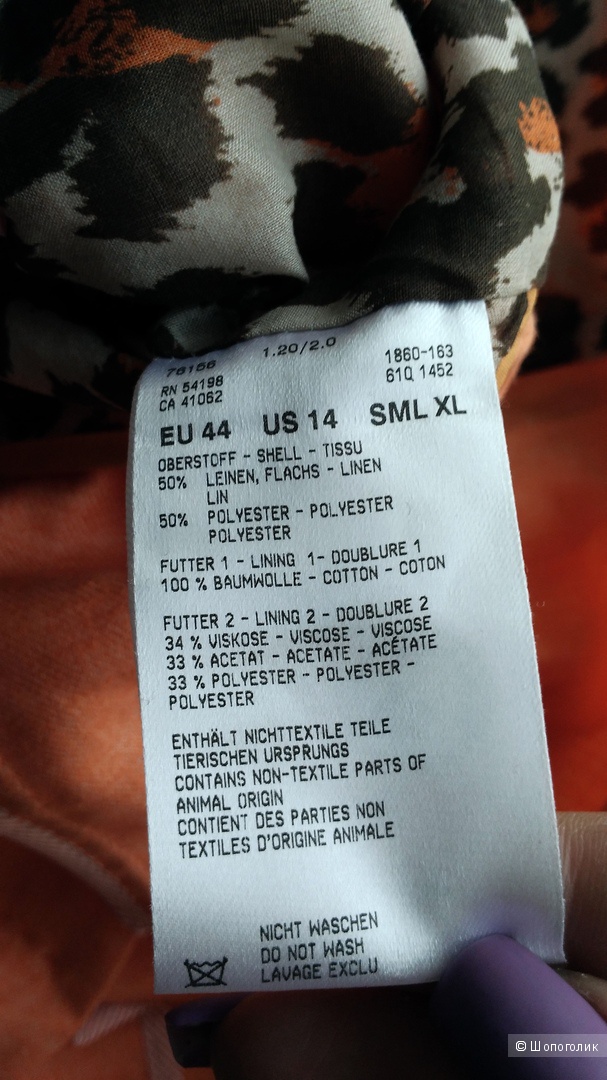 76156 1.20/2.0 1860-163
RN 54198 61Q 1452
CA 41062
EU 44 US 14 SML XL
OBERSTOFF - SHELL - TISSU
50% LEINEN, FLACHS - LINEN
LIN
50% POLYESTER - POLYESTER
POLYESTER
FUTTER 1 - LINING 1- DOUBLURE 1
100 % BAUMWOLLE - COTTON - COTON
FUTTER 2 - LINING 2 - DOUBLURE 2
34 % VISKOSE - VISCOSE - VISCOSE
33 % ACETAT - ACETATE - ACÉTATE
33 % POLYESTER - POLYESTER -
POLYESTER
ENTHÄLT NICHTTEXTILE TEILE
TIERISCHEN URSPRUNGS
CONTAINS NON-TEXTILE PARTS OF
ANIMAL ORIGIN
CONTIENT DES PARTIES NON
TEXTILES D'ORIGINE ANIMALE
NICHT WASCHEN
DO NOT WASH
LAVAGE EXCLU
© Шопоголик